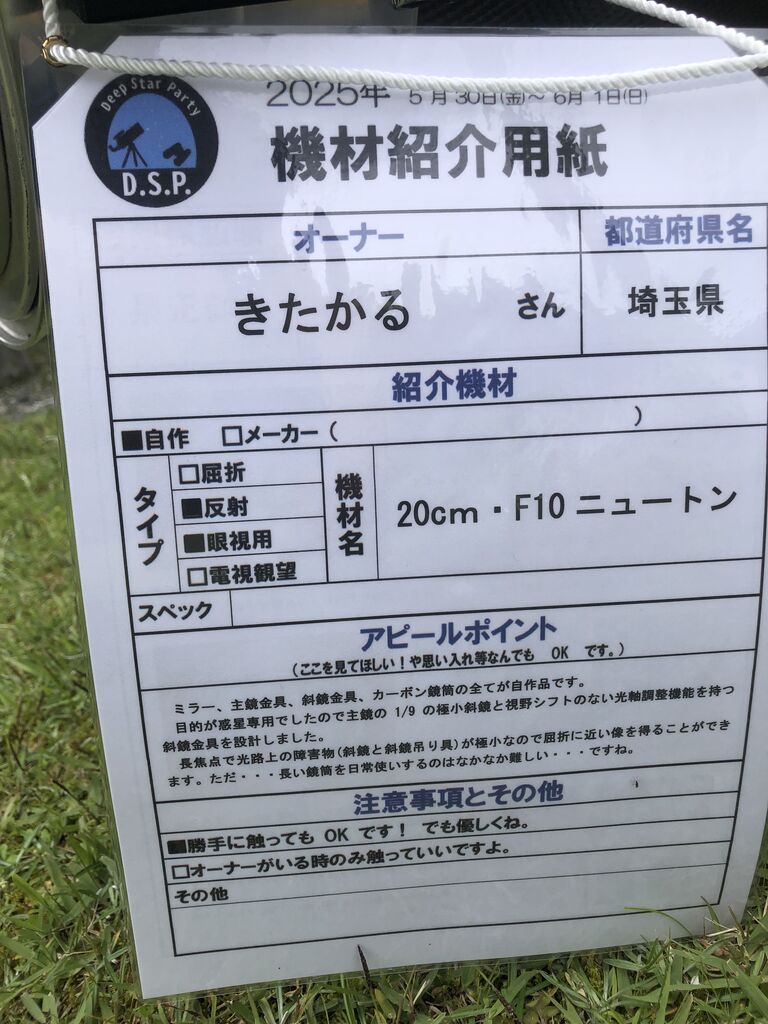 Deep Star Party
D.S.P.
2025年 5月30日(金)～ 6月1日(日)
機材紹介用紙
オーナー 都道府県名
きたかる さん 埼玉県
紹介機材
■自作 □メーカー ( )
タイプ
□屈折
■反射
■眼視用
□電視観望
機材名
20cm・F10 ニュートン
スペック
アピールポイント
(ここを見てほしい！や思い入れ等なんでも OK です。)
ミラー、主鏡金具、斜鏡金具、カーボン鏡筒の全てが自作品です。
目的が惑星専用でしたので主鏡の 1/9 の極小斜鏡と視野シフトのない光軸調整機能を持つ
斜鏡金具を設計しました。
長焦点で光路上の障害物(斜鏡と斜鏡吊り具)が極小なので屈折に近い像を得ることができ
ます。ただ・・・長い鏡筒を日常使いするのはなかなか難しい・・・ですね。
注意事項とその他
■勝手に触っても OK です！ でも優しくね。
□オーナーがいる時のみ触っていいですよ。
その他